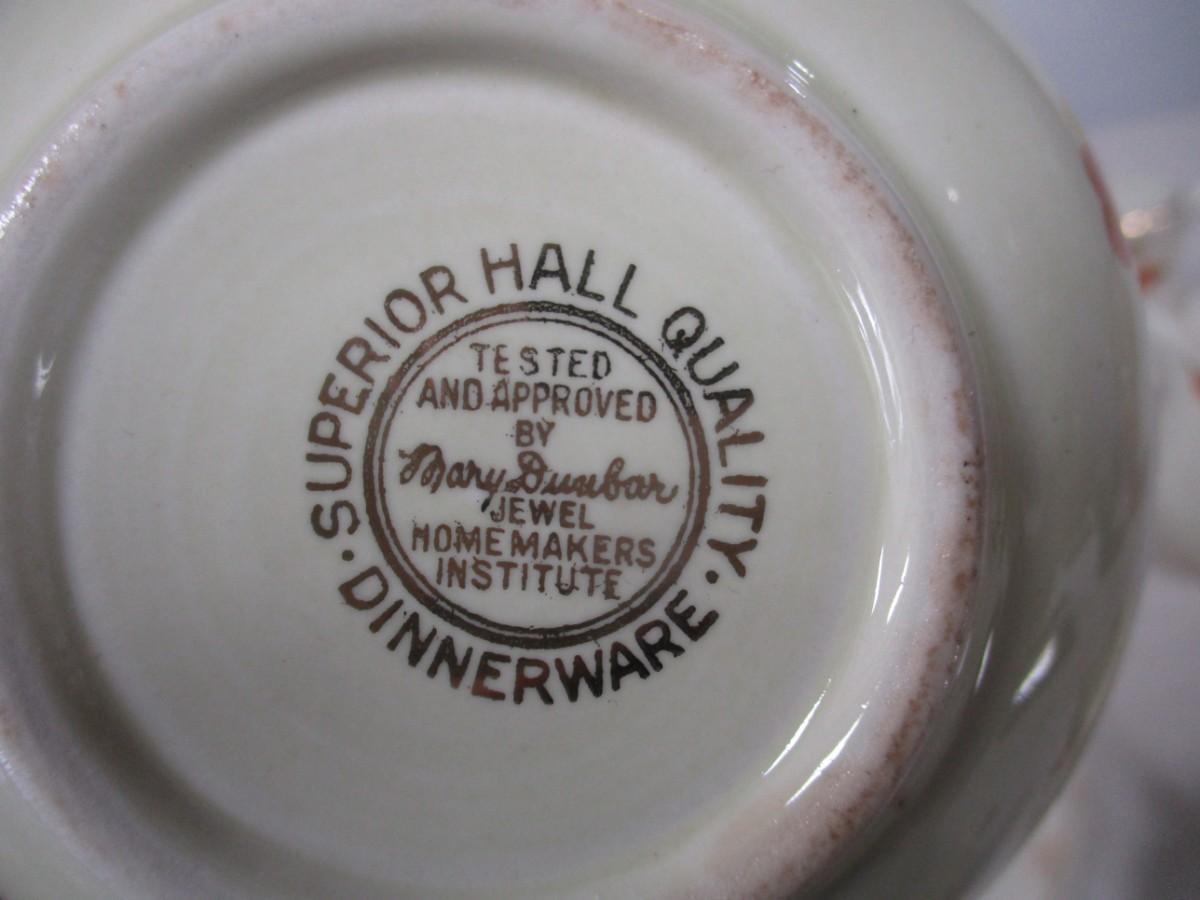 SUPERIOR HALL QUALITY
· DINNERWARE ·
TESTED
AND APPROVED
BY
Mary Dunbar
JEWEL
HOMEMAKERS
INSTITUTE